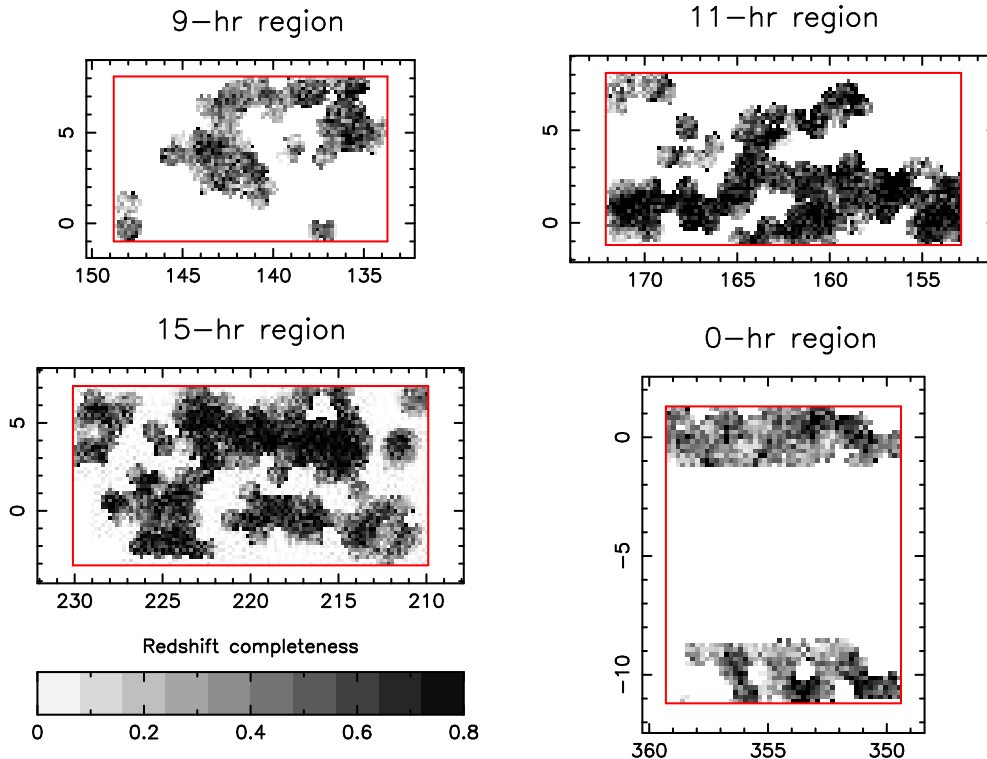 9-hr region
5
0
150 145 140 135
11-hr region
5
0
170 165 160 155
15-hr region
5
0
230 225 220 215 210
Redshift completeness
0 0.2 0.4 0.6 0.8
0-hr region
0
-5
-10
360 355 350